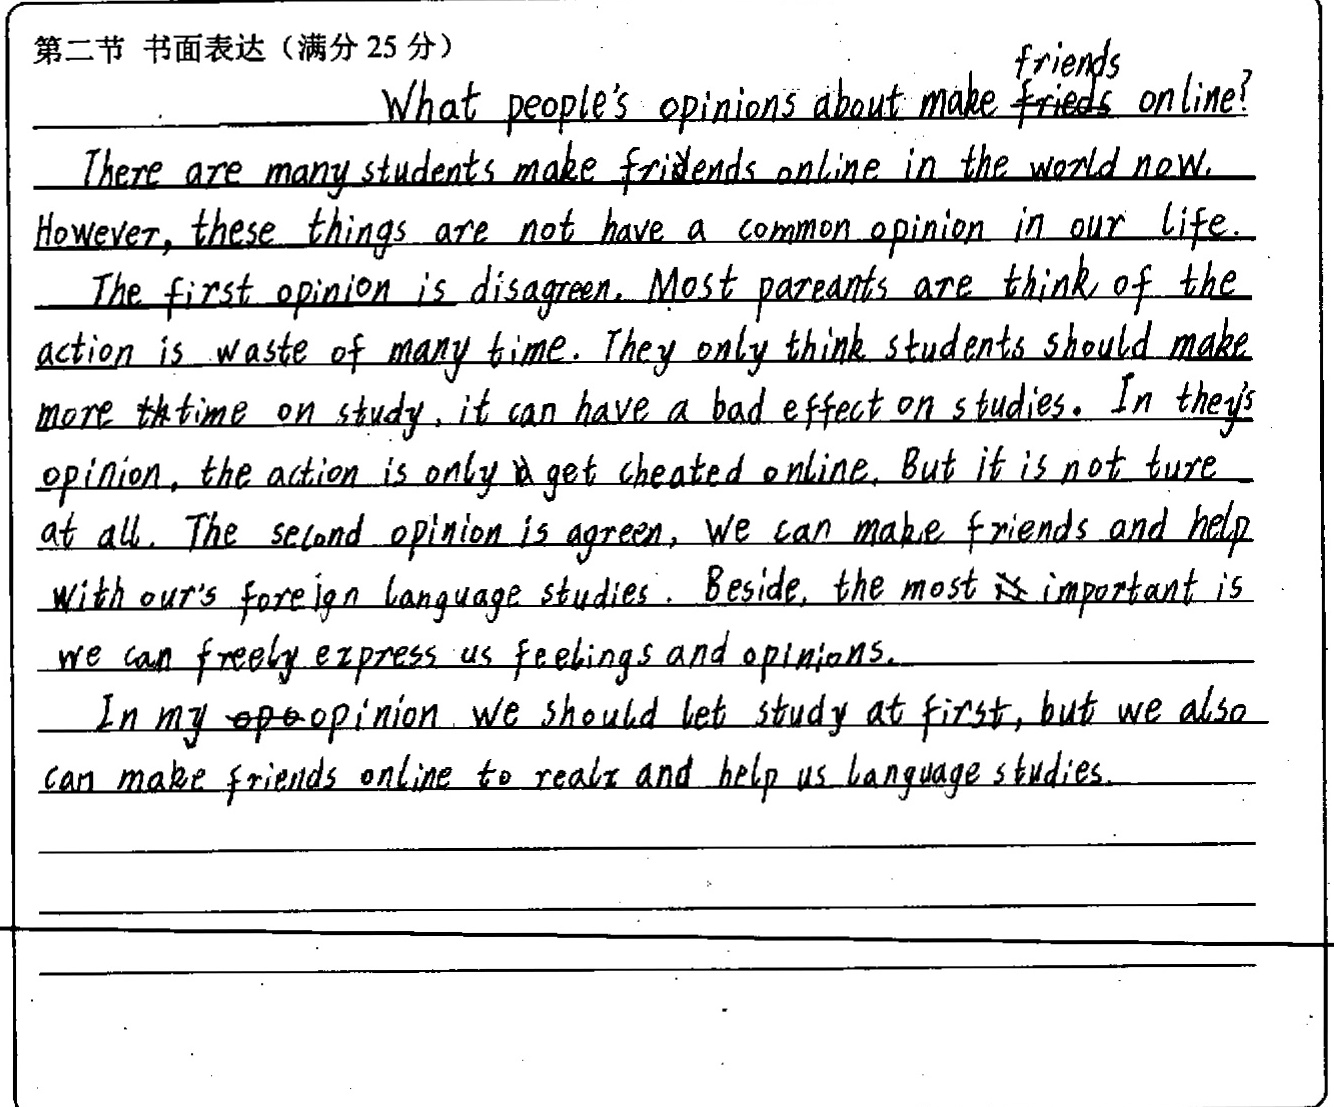 第二节 书面表达（满分 25 分）
friends
What people's opinions about make frieds online?
There are many students make fridends online in the world now.
However, these things are not have a common opinion in our life.
The first opinion is disagreen. Most pareants are think of the
action is waste of many time. They only think students should make
more th time on study, it can have a bad effect on studies. In they's
opinion, the action is only get cheated online. But it is not ture
at all. The second opinion is agreen, we can make friends and help
with our's foreign language studies. Beside, the most important is
we can freely express us feelings and opinions.
In my opo opinion we should let study at first, but we also
can make friends online to realx and help us language studies.